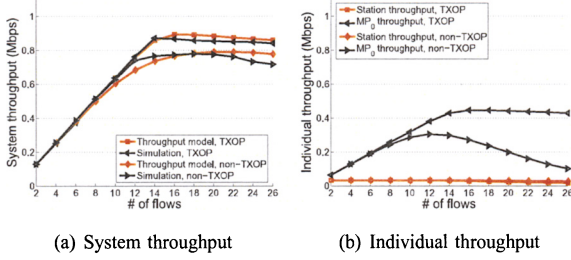 System throughput (Mbps)
1
0.8
0.6
0.4
0.2
0
2 4 6 8 10 12 14 16 18 20 22 24 26
# of flows
Throughput model, TXOP
Simulation, TXOP
Throughput model, non-TXOP
Simulation, non-TXOP
(a) System throughput
Individual throughput (Mbps)
Station throughput, TXOP
MP0 throughput, TXOP
Station throughput, non-TXOP
MP0 throughput, non-TXOP
1
0.8
0.6
0.4
0.2
0
2 4 6 8 10 12 14 16 18 20 22 24 26
# of flows
(b) Individual throughput